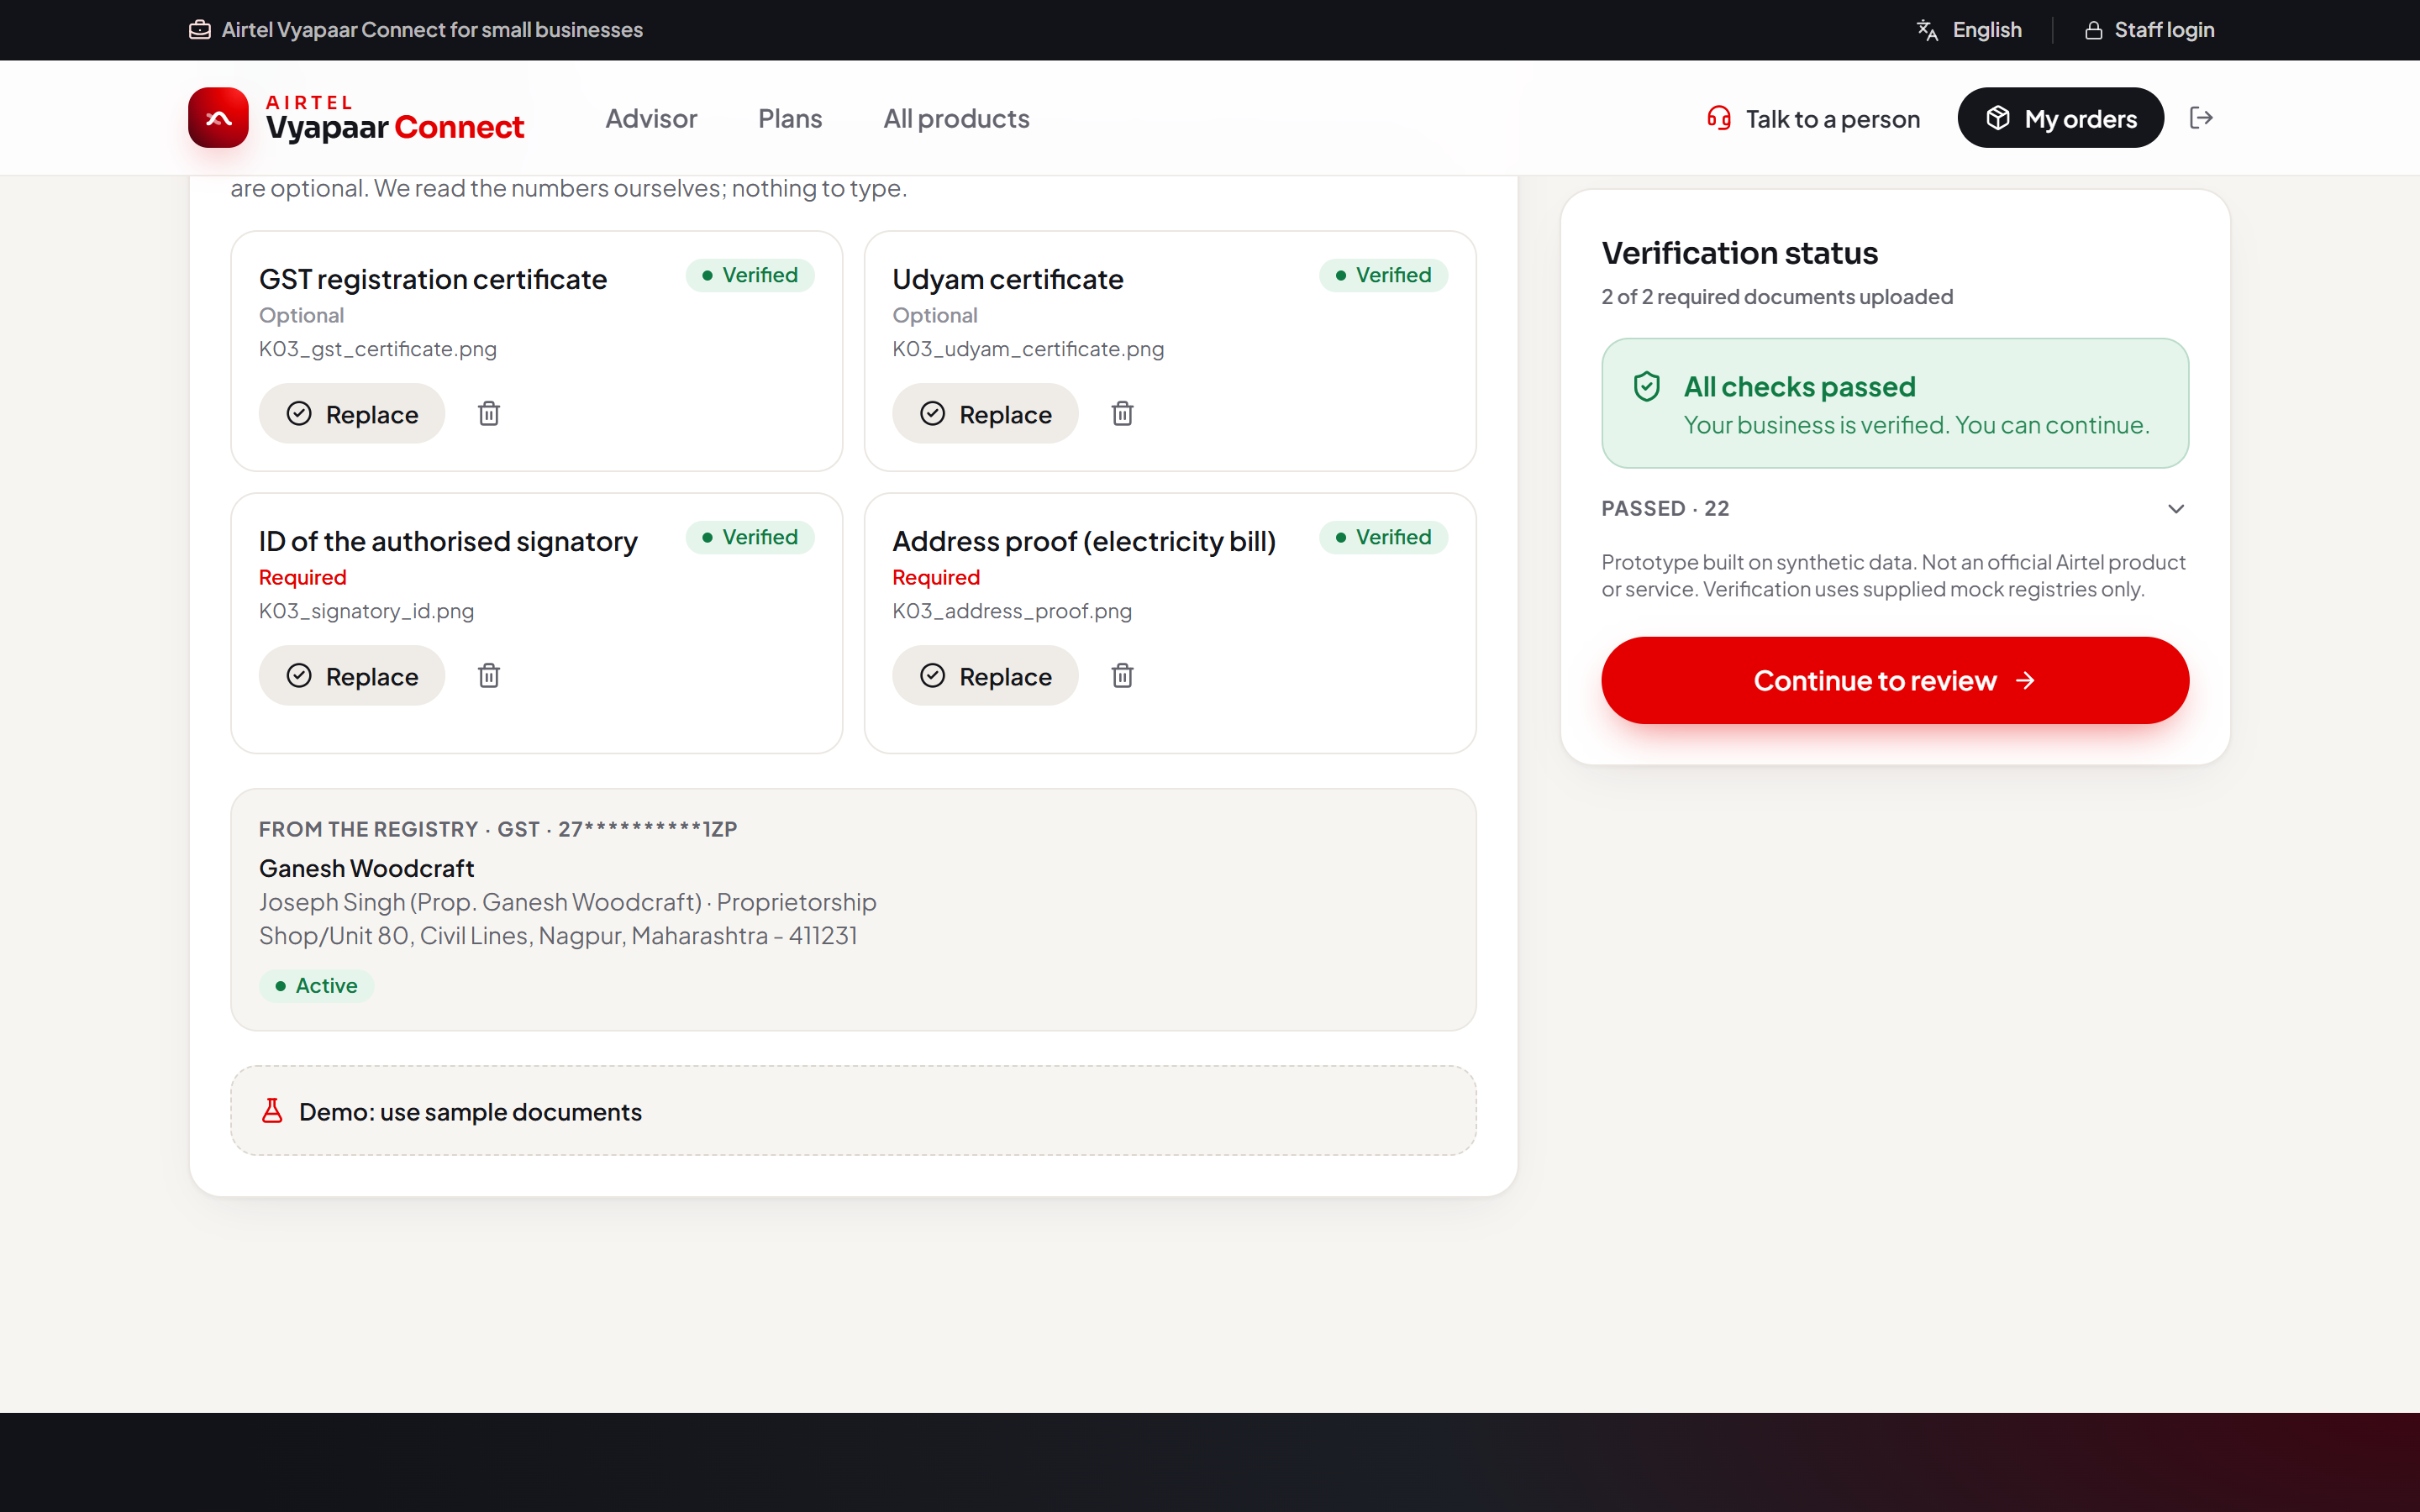 Airtel Vyapaar Connect for small businesses
English
Staff login
AIRTEL
Vyapaar Connect
Advisor
Plans
All products
Talk to a person
My orders
are optional. We read the numbers ourselves; nothing to type.
GST registration certificate
Verified
Optional
K03_gst_certificate.png
Replace
Udyam certificate
Verified
Optional
K03_udyam_certificate.png
Replace
ID of the authorised signatory
Verified
Required
K03_signatory_id.png
Replace
Address proof (electricity bill)
Verified
Required
K03_address_proof.png
Replace
FROM THE REGISTRY · GST · 27**********1ZP
Ganesh Woodcraft
Joseph Singh (Prop. Ganesh Woodcraft) · Proprietorship
Shop/Unit 80, Civil Lines, Nagpur, Maharashtra - 411231
Active
Demo: use sample documents
Verification status
2 of 2 required documents uploaded
All checks passed
Your business is verified. You can continue.
PASSED · 22
Prototype built on synthetic data. Not an official Airtel product
or service. Verification uses supplied mock registries only.
Continue to review